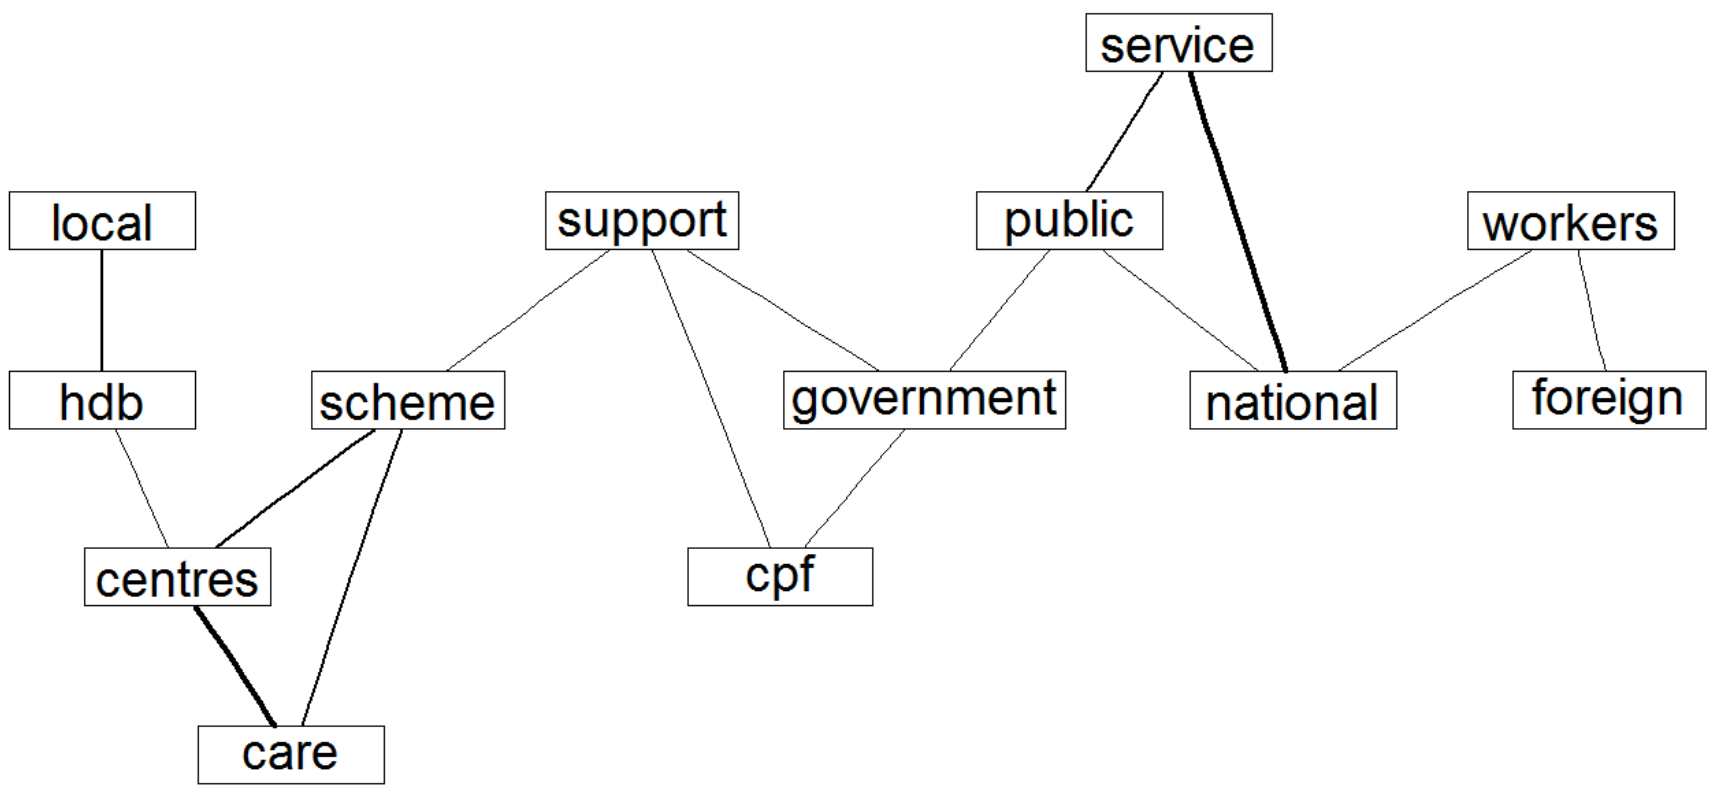 service
local
support
public
workers
hdb
scheme
government
national
foreign
centres
cpf
care